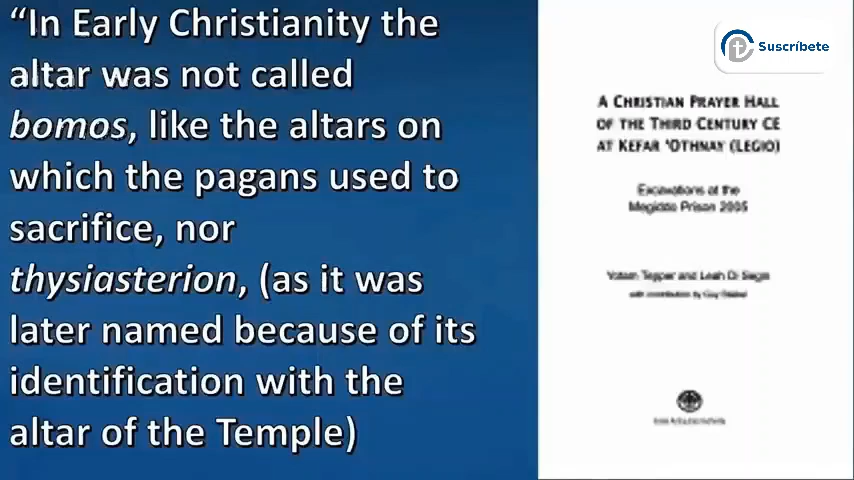 “In Early Christianity the
altar was not called
bomos, like the altars on
which the pagans used to
sacrifice, nor
thysiasterion, (as it was
later named because of its
identification with the
altar of the Temple)
Suscríbete
A CHRISTIAN PRAYER HALL
OF THE THIRD CENTURY CE
AT KEFAR ‘OTHNAY (LEGIO)
Excavations at the
Megiddo Prison 2005
Yotam Tepper and Leah Di Segni